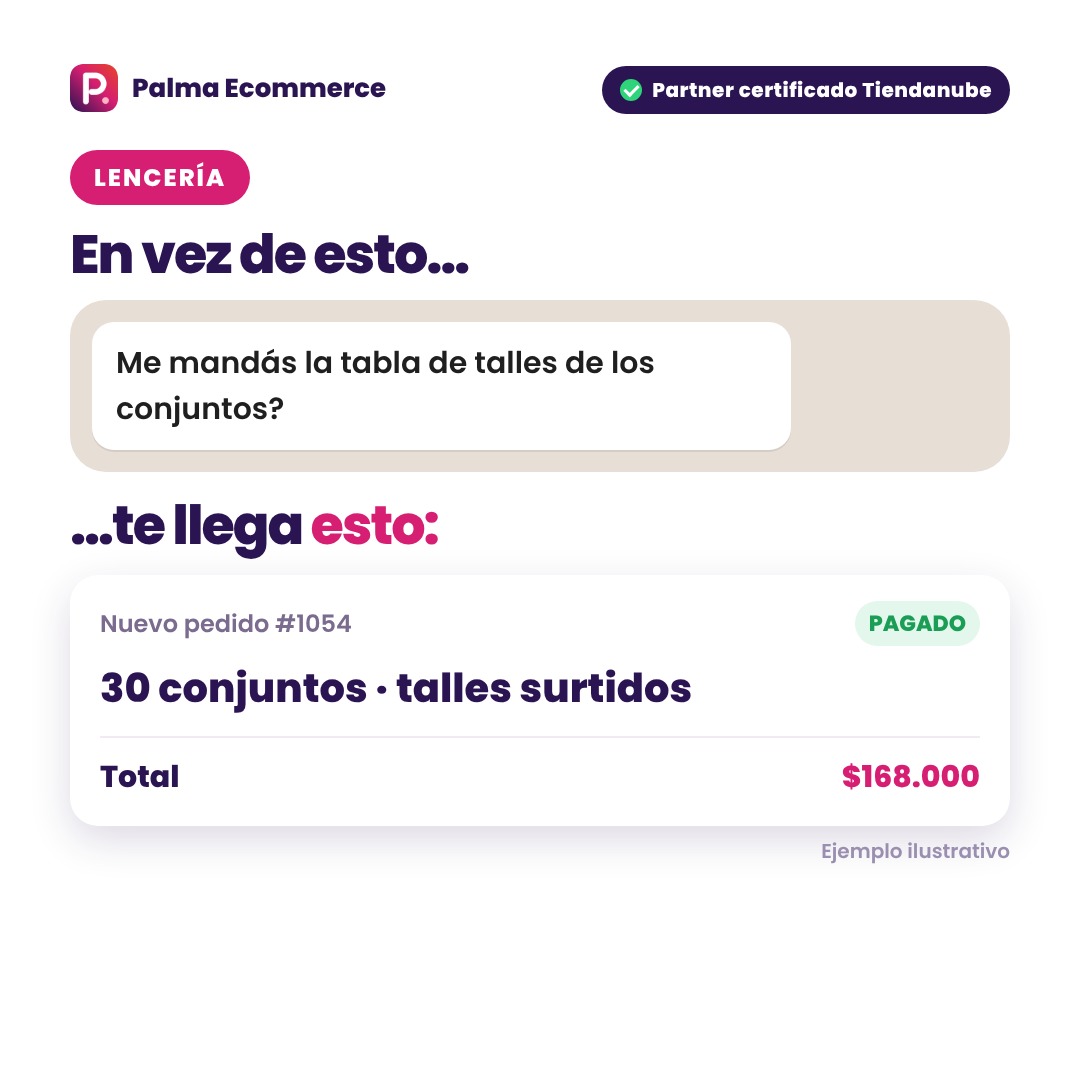 P.
Palma Ecommerce
Partner certificado Tiendanube
LENCERÍA
En vez de esto...
Me mandás la tabla de talles de los
conjuntos?
...te llega esto:
Nuevo pedido #1054
PAGADO
30 conjuntos · talles surtidos
Total
$168.000
Ejemplo ilustrativo